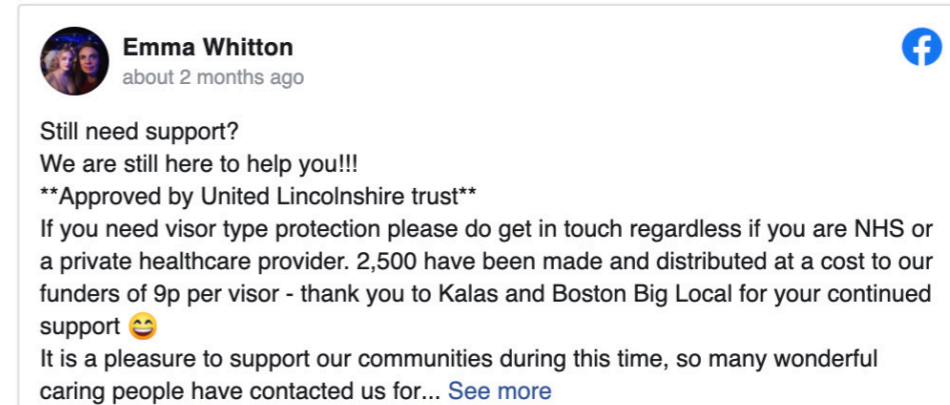 Emma Whitton
about 2 months ago
Still need support?
We are still here to help you!!!
**Approved by United Lincolnshire trust**
If you need visor type protection please do get in touch regardless if you are NHS or
a private healthcare provider. 2,500 have been made and distributed at a cost to our
funders of 9p per visor - thank you to Kalas and Boston Big Local for your continued
support 😄
It is a pleasure to support our communities during this time, so many wonderful
caring people have contacted us for... See more